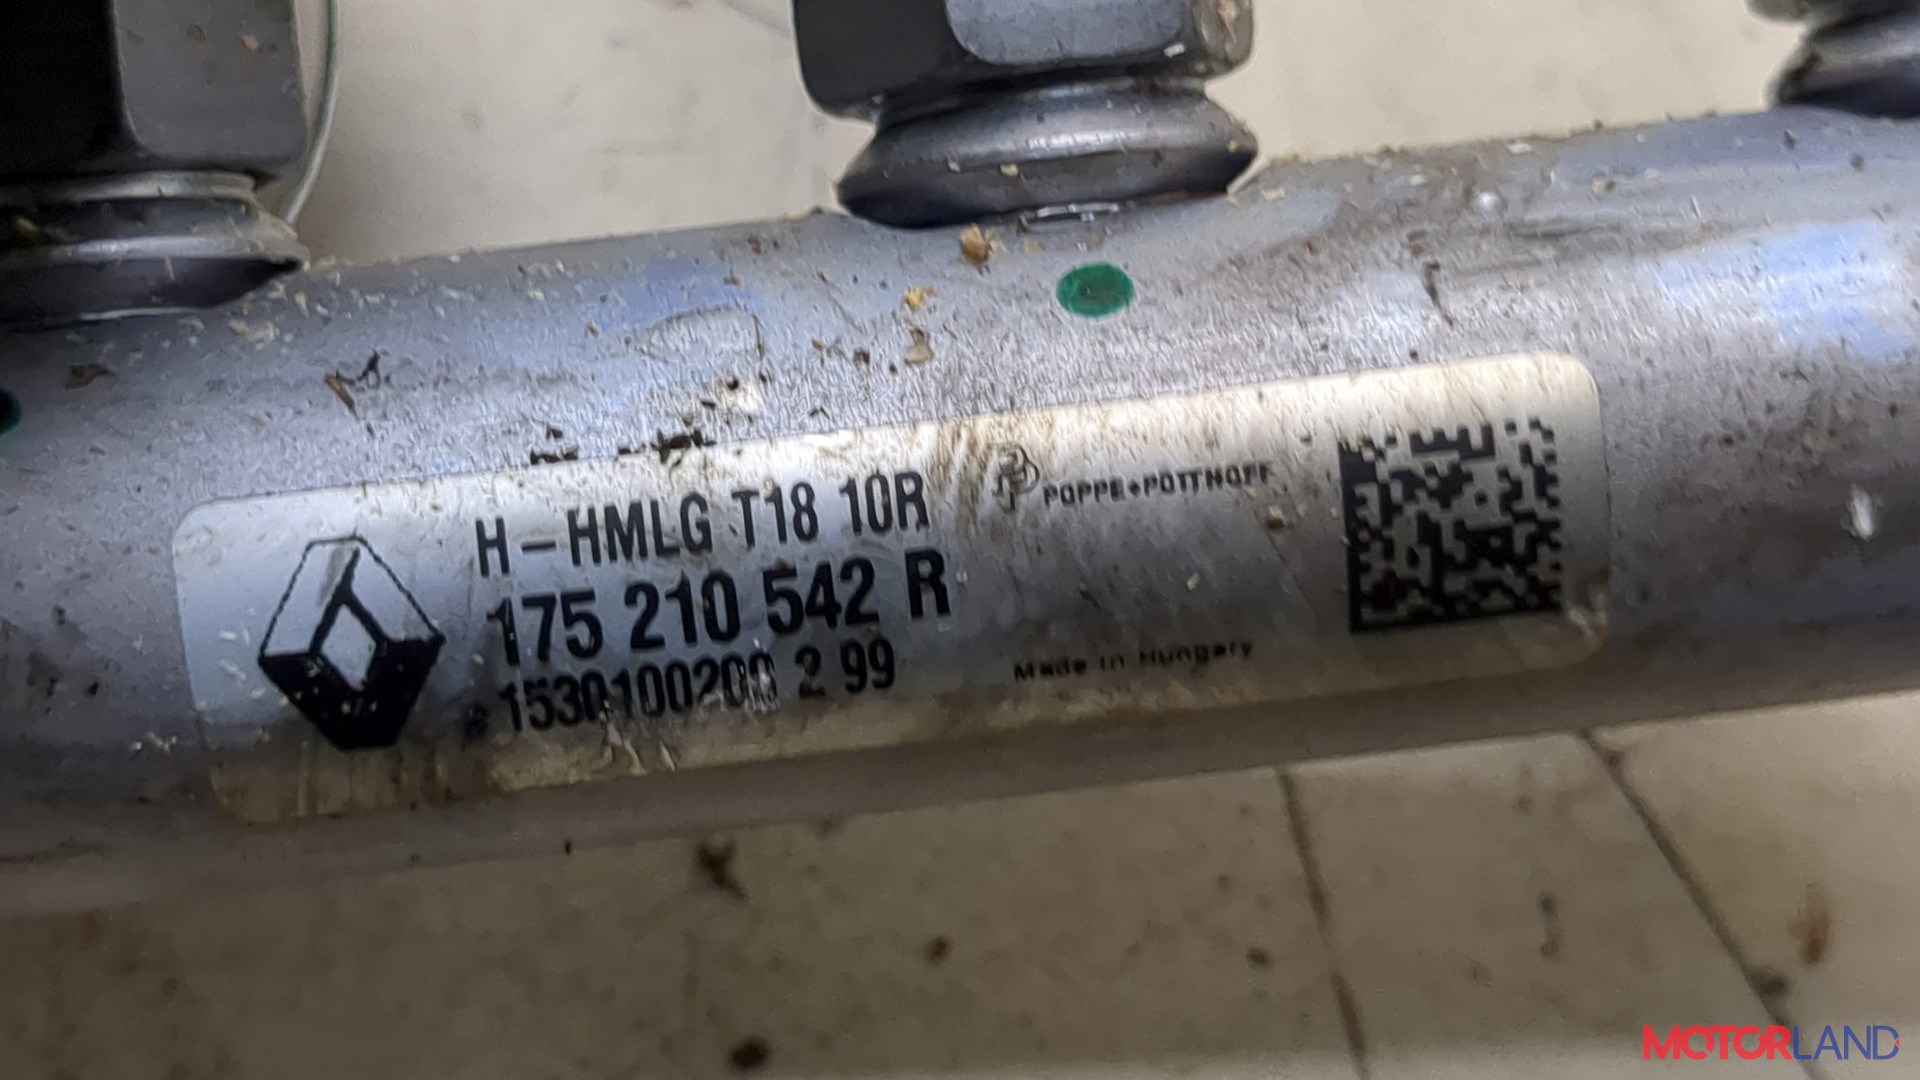 H-HMLG T18 10R
175 210 542 R
2 99
POPPE+POTTHOFF
Made in Hungary
MOTORLAND